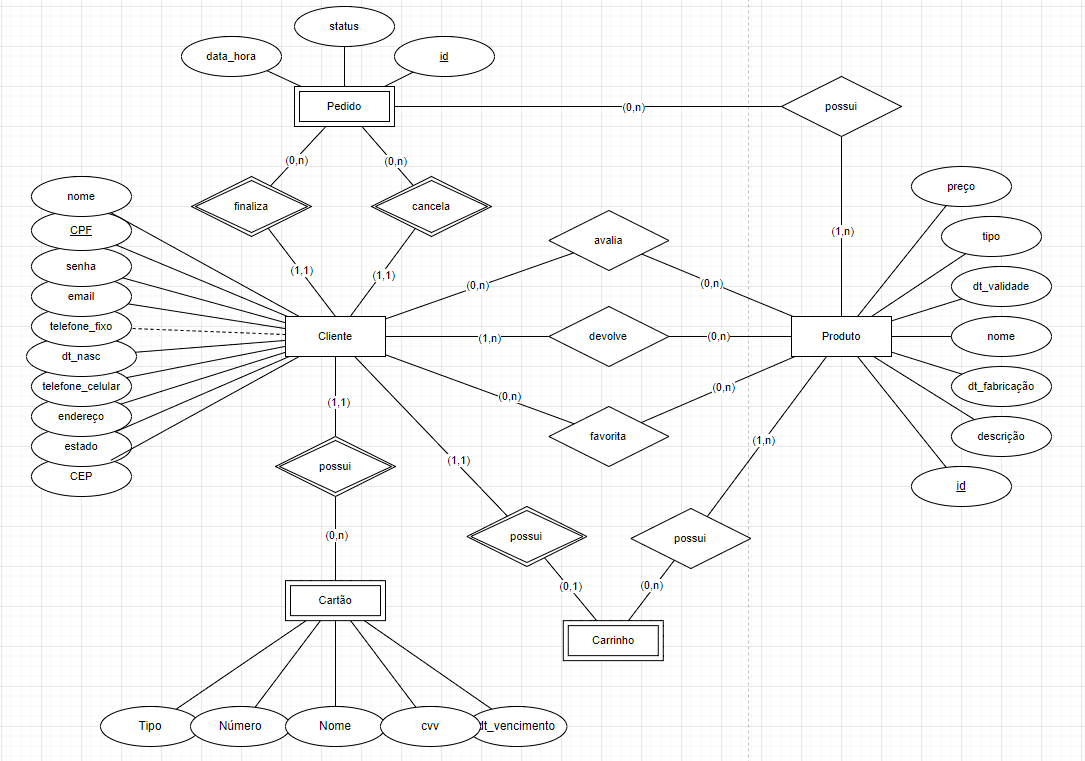 status
data_hora
id
Pedido
(0,n)
possui
(0,n)
(0,n)
finaliza
cancela
(1,1)
(1,1)
nome
CPF
senha
email
telefone_fixo
dt_nasc
telefone_celular
endereço
estado
CEP
Cliente
avalia
(0,n)
(0,n)
devolve
(1,n)
(0,n)
favorita
(0,n)
(0,n)
(1,n)
Produto
preço
tipo
dt_validade
nome
dt_fabricação
descrição
id
(1,1)
possui
(0,n)
Cartão
(1,1)
possui
(0,1)
(1,n)
possui
(0,n)
Carrinho
Tipo
Número
Nome
cvv
dt_vencimento